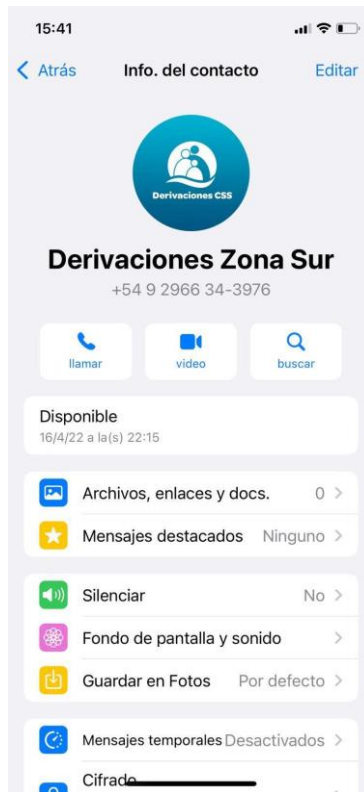 15:41
Atrás Info. del contacto Editar
Derivaciones CSS
Derivaciones Zona Sur
+54 9 2966 34-3976
llamar video buscar
Disponible
16/4/22 a la(s) 22:15
Archivos, enlaces y docs. 0
Mensajes destacados Ninguno
Silenciar No
Fondo de pantalla y sonido
Guardar en Fotos Por defecto
Mensajes temporales Desactivados
Cifrado